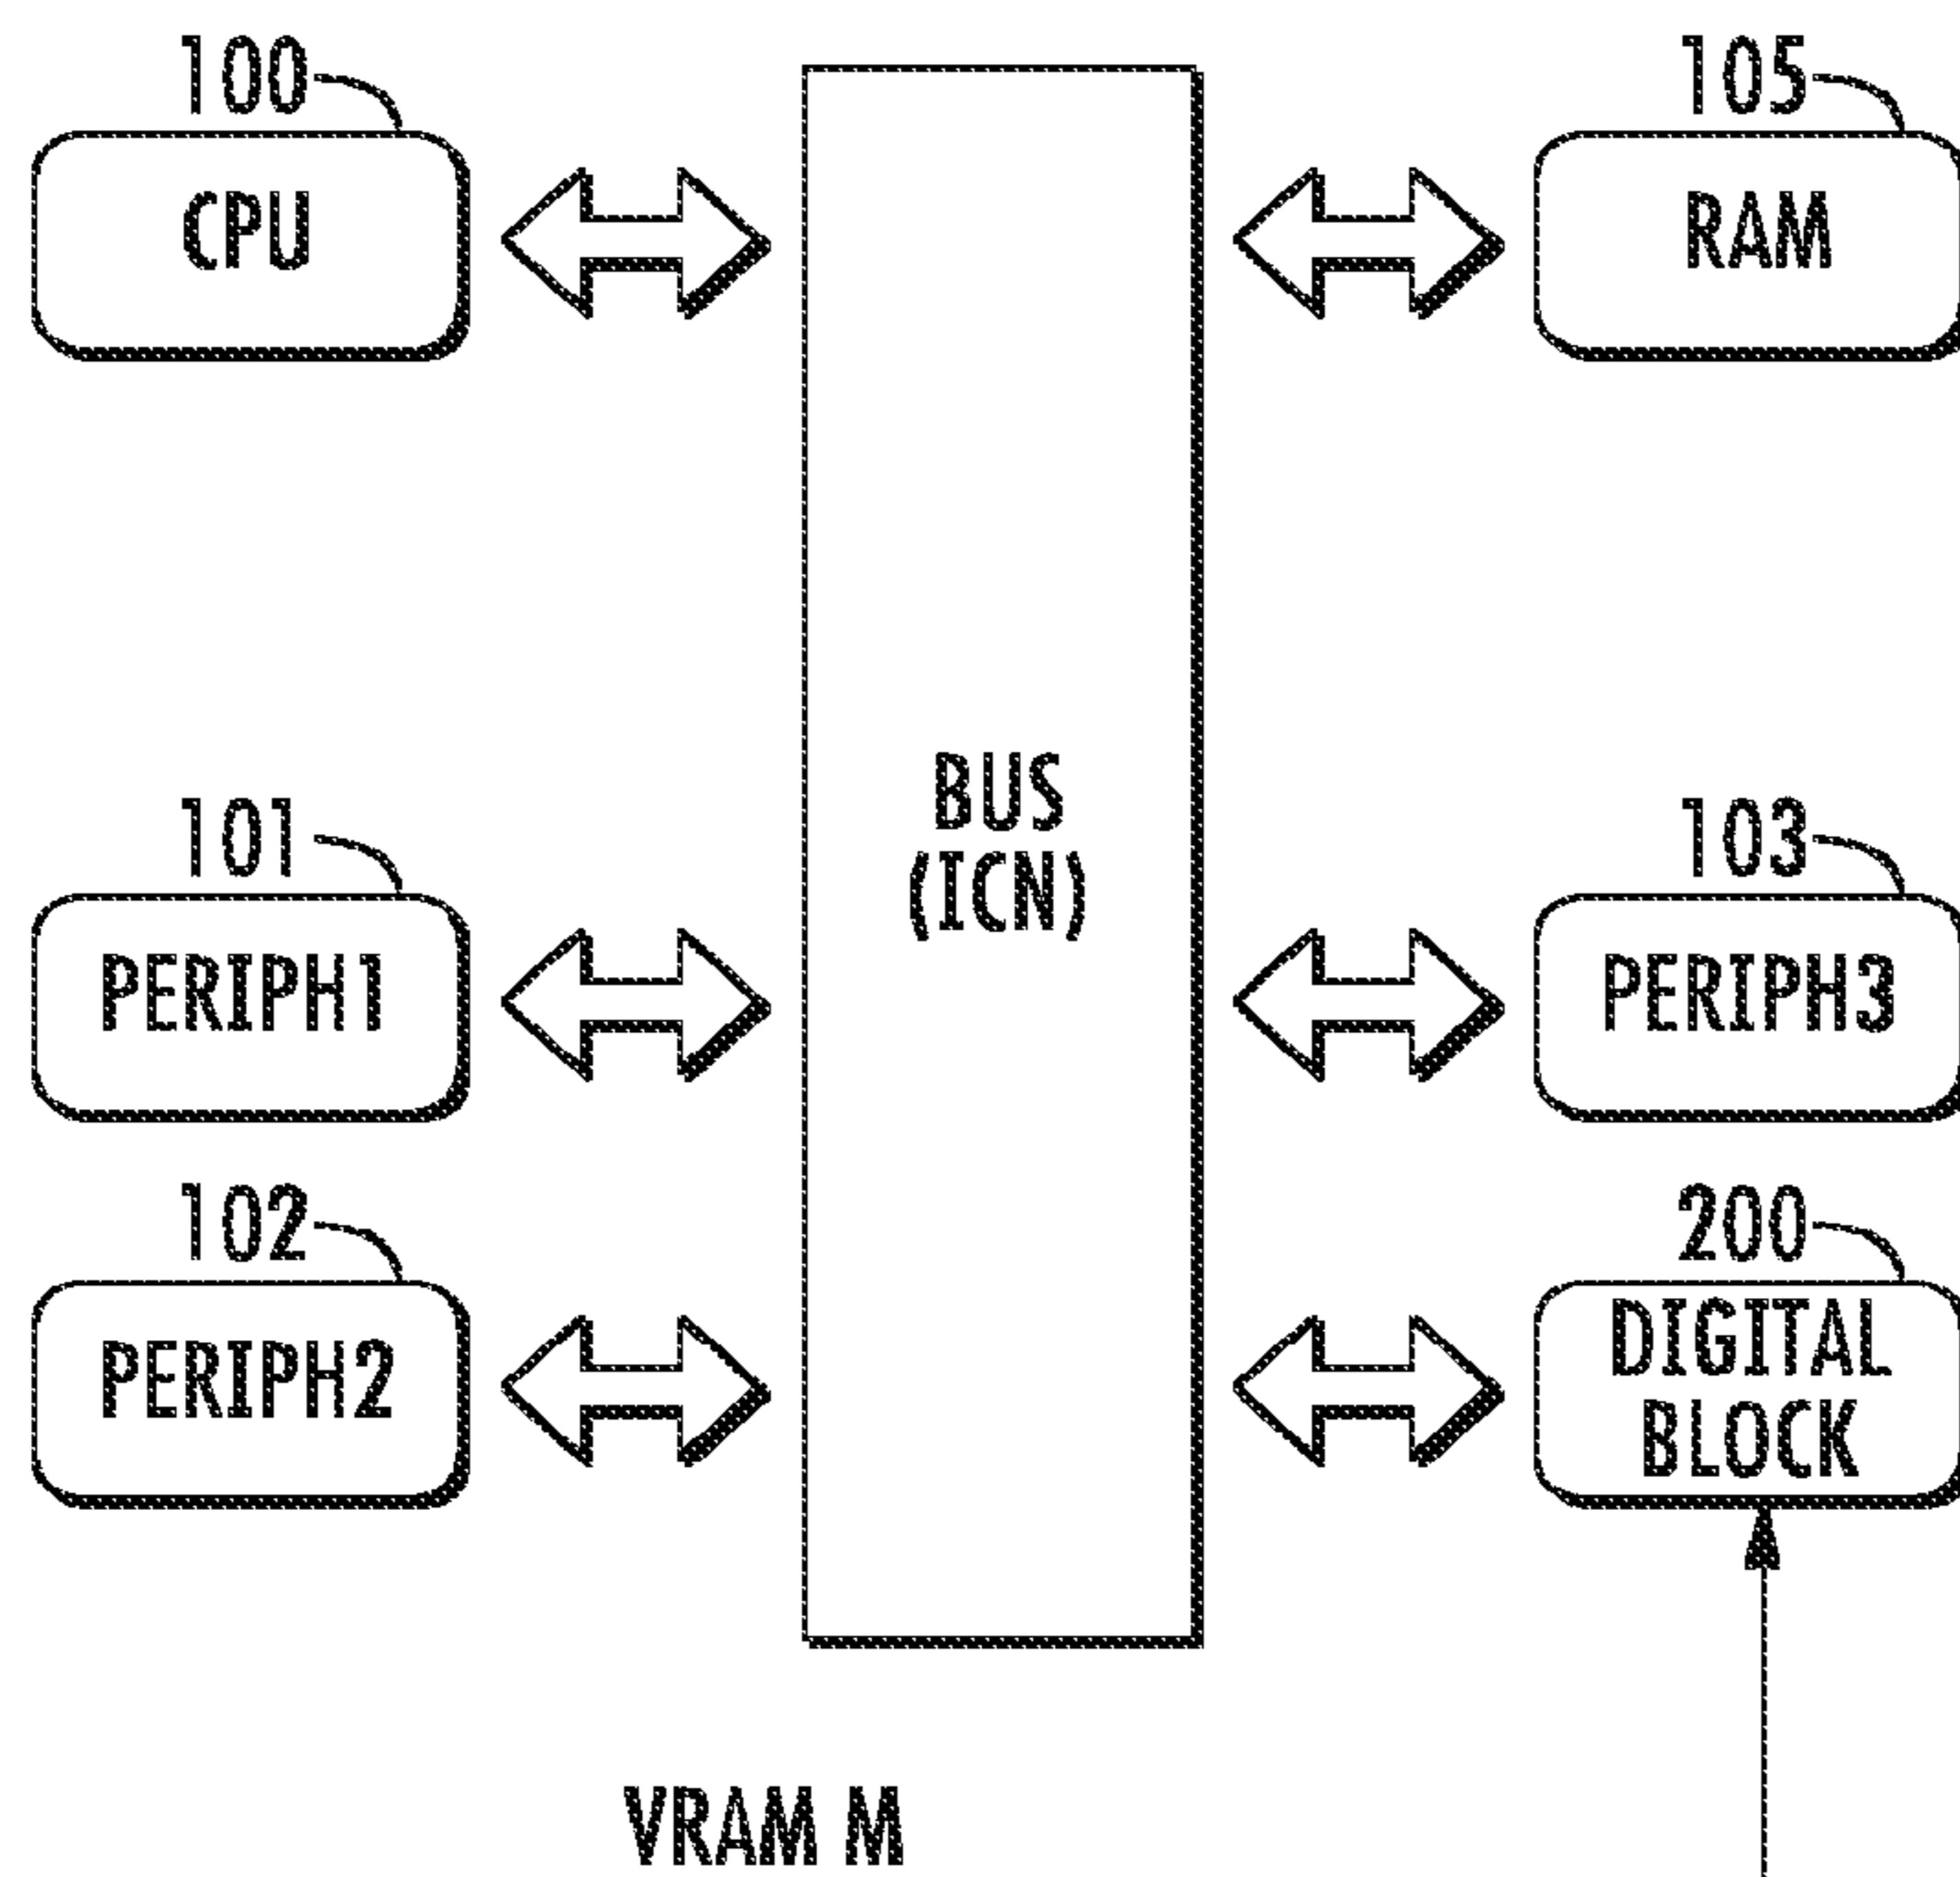 100
CPU
105
RAM
BUS
(ICN)
101
PERIPH1
103
PERIPH3
102
PERIPH2
200
DIGITAL
BLOCK
VRAM M